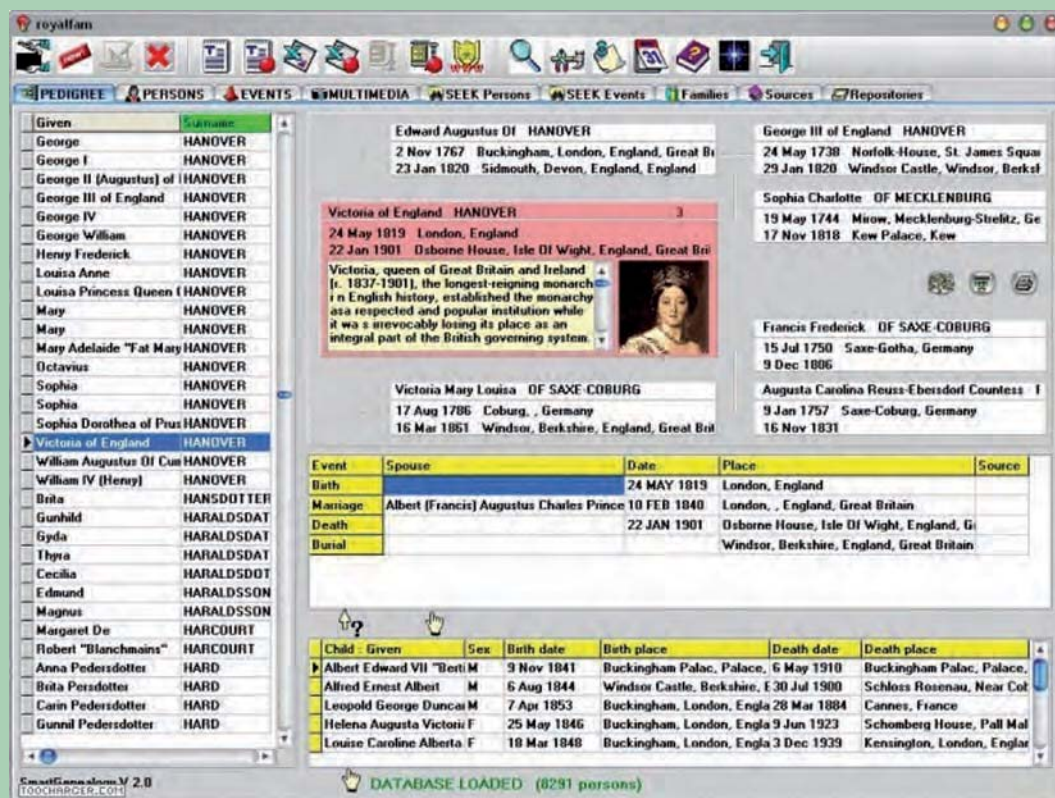 royalfam
PEDIGREE PERSONS EVENTS MULTIMEDIA SEEK Persons SEEK Events Families Sources Repositories
Given Surname
George HANOVER
George I HANOVER
George II (Augustus) of HANOVER
George III of England HANOVER
George IV HANOVER
George William HANOVER
Henry Frederick HANOVER
Louisa Anne HANOVER
Louisa Princess Queen HANOVER
Mary HANOVER
Mary HANOVER
Mary Adelaide "Fat Mary HANOVER
Octavius HANOVER
Sophia HANOVER
Sophia HANOVER
Sophia Dorothea of Prus HANOVER
Victoria of England HANOVER
William Augustus Of Cum HANOVER
William IV (Henry) HANOVER
Brita HANSDOTTER
Gunhild HARALDSDAT
Gyda HARALDSDAT
Thyra HARALDSDAT
Cecilia HARALDSDOT
Edmund HARALDSSON
Magnus HARALDSSON
Margaret De HARCOURT
Robert "Blanchmains" HARCOURT
Anna Pedersdotter HARD
Brita Persdotter HARD
Carin Pedersdotter HARD
Gunnil Pedersdotter HARD
Edward Augustus Of HANOVER
2 Nov 1767 Buckingham, London, England, Great Bri
23 Jan 1820 Sidmouth, Devon, England, England
George III of England HANOVER
24 May 1738 Norfolk-House, St. James Squar
29 Jan 1820 Windsor Castle, Windsor, Berksh
Sophia Charlotte OF MECKLENBURG
19 May 1744 Mirow, Mecklenburg-Strelitz, Ge
17 Nov 1818 Kew Palace, Kew
Victoria of England HANOVER 3
24 May 1819 London, England
22 Jan 1901 Osborne House, Isle Of Wight, England, Great Brit
Victoria, queen of Great Britain and Ireland
(r. 1837-1901), the longest-reigning monarch
i n English history, established the monarchy
asa respected and popular institution while
it wa s irrevocably losing its place as an
integral part of the British governing system.
Francis Frederick OF SAXE-COBURG
15 Jul 1750 Saxe-Gotha, Germany
9 Dec 1806
Augusta Carolina Reuss-Ebersdorf Countess
9 Jan 1757 Saxe-Coburg, Germany
16 Nov 1831
Victoria Mary Louisa OF SAXE-COBURG
17 Aug 1786 Coburg, , Germany
16 Mar 1861 Windsor, Berkshire, England, Great Brit
Event Spouse Date Place Source
Birth 24 MAY 1819 London, England
Marriage Albert (Francis) Augustus Charles Prince 10 FEB 1840 London, , England, Great Britain
Death 22 JAN 1901 Osborne House, Isle Of Wight, England, G
Burial Windsor, Berkshire, England, Great Britain
?
Child : Given Sex Birth date Birth place Death date Death place
Albert Edward VII "Berti M 9 Nov 1841 Buckingham Palac, Palace, 6 May 1910 Buckingham Palac, Palace,
Alfred Ernest Albert M 6 Aug 1844 Windsor Castle, Berkshire, E 30 Jul 1900 Schloss Rosenau, Near Cob
Leopold George Duncan M 7 Apr 1853 Buckingham, London, Engla 28 Mar 1884 Cannes, France
Helena Augusta Victoria F 25 May 1846 Buckingham, London, Engla 9 Jun 1923 Schomberg House, Pall Mal
Louise Caroline Alberta F 18 Mar 1848 Buckingham, London, Engla 3 Dec 1939 Kensington, London, Englan
SmartGenealogy V 2.0
TOOCHARGER.COM
DATABASE LOADED (8291 persons)